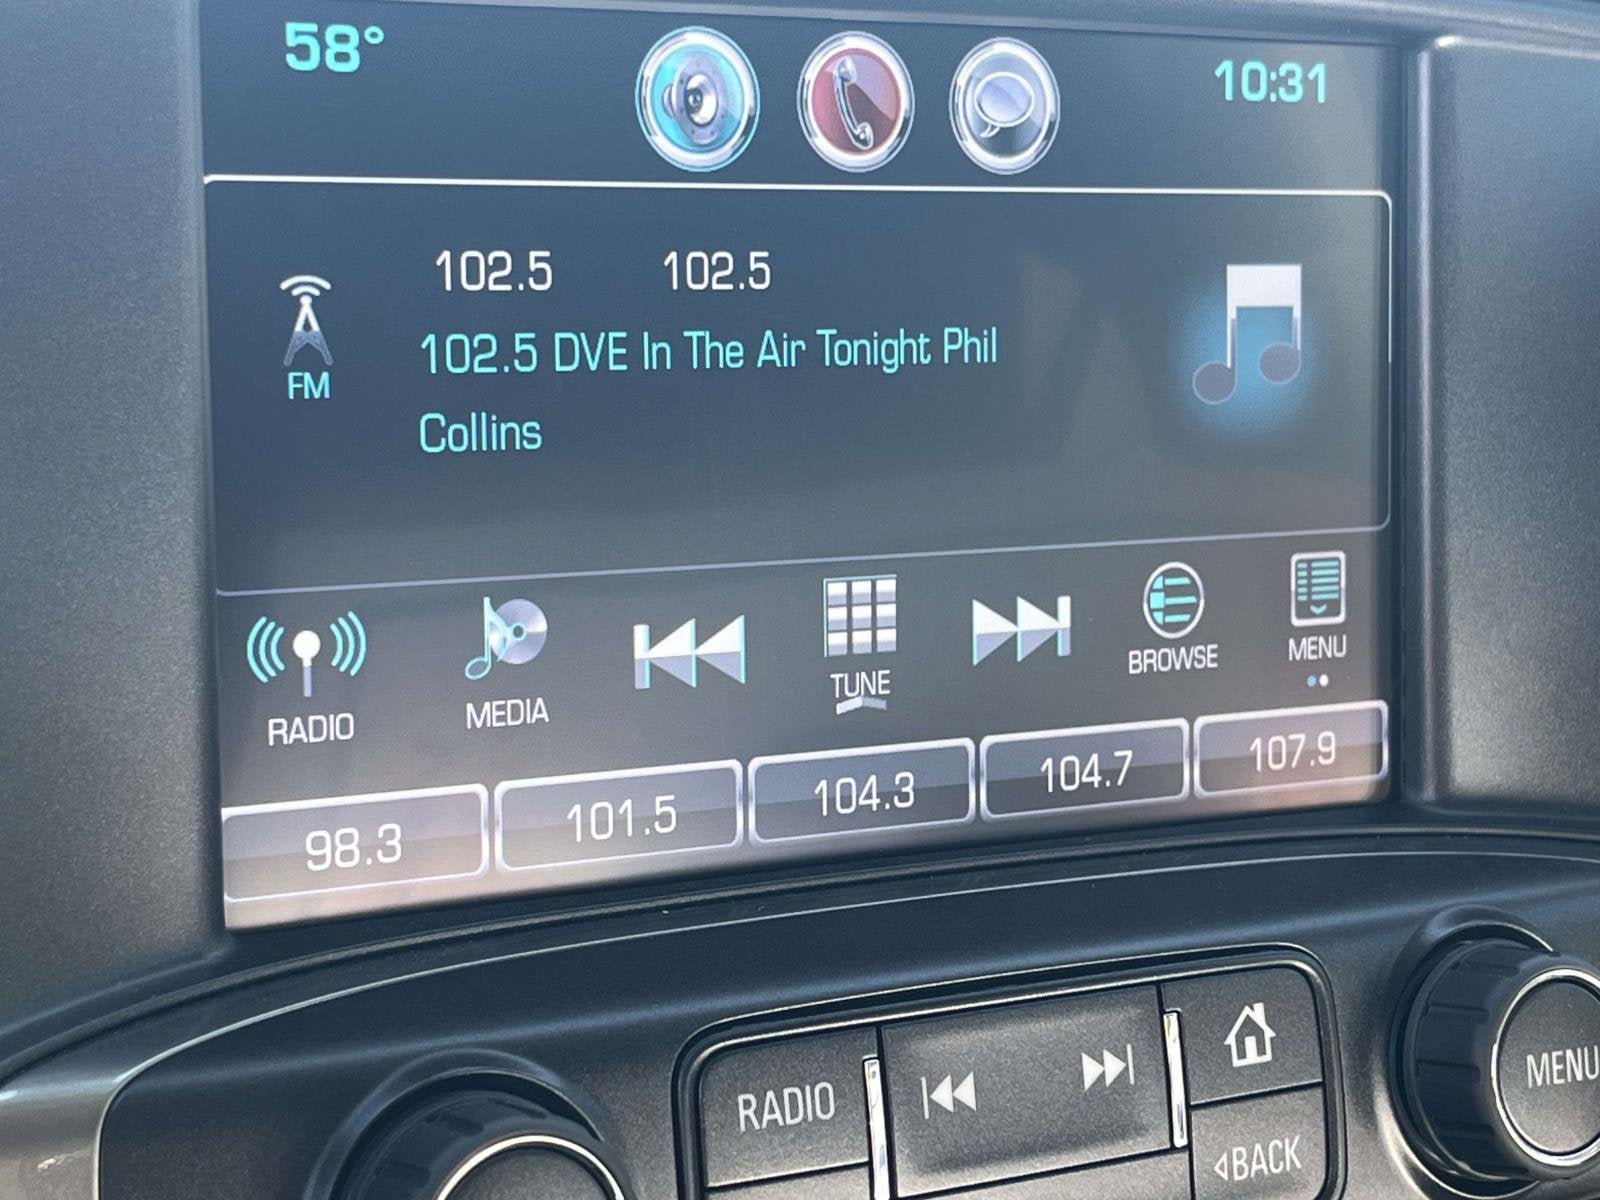 58° 10:31
102.5 102.5
102.5 DVE In The Air Tonight Phil
Collins
FM
RADIO MEDIA TUNE BROWSE MENU
98.3 101.5 104.3 104.7 107.9
RADIO
MENU
BACK